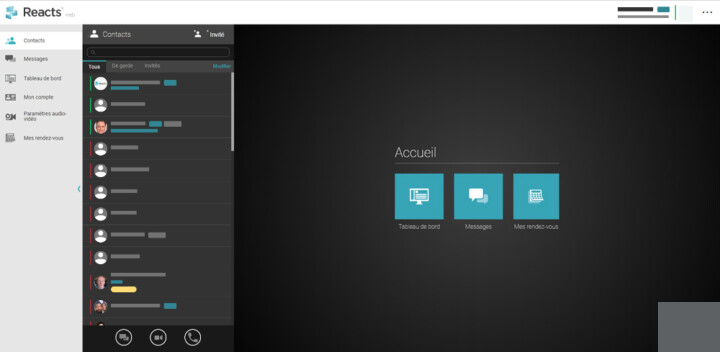 Reacts
web
Contacts
Messages
Tableau de bord
Mon compte
Paramètres audio-
vidéo
Mes rendez-vous
Contacts
Invité
Tous
De garde
Invités
Modifier
Accueil
Tableau de bord
Messages
Mes rendez-vous